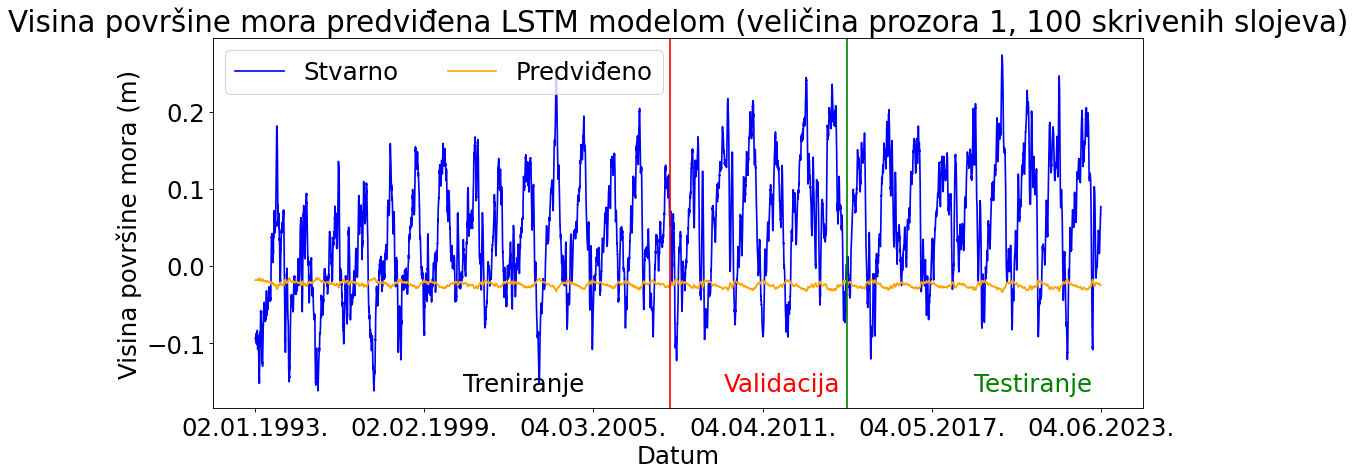 Visina površine mora predviđena LSTM modelom (veličina prozora 1, 100 skrivenih slojeva)
Stvarno Predviđeno
Visina površine mora (m)
0.2
0.1
0.0
−0.1
Treniranje Validacija Testiranje
02.01.1993. 02.02.1999. 04.03.2005. 04.04.2011. 04.05.2017. 04.06.2023.
Datum